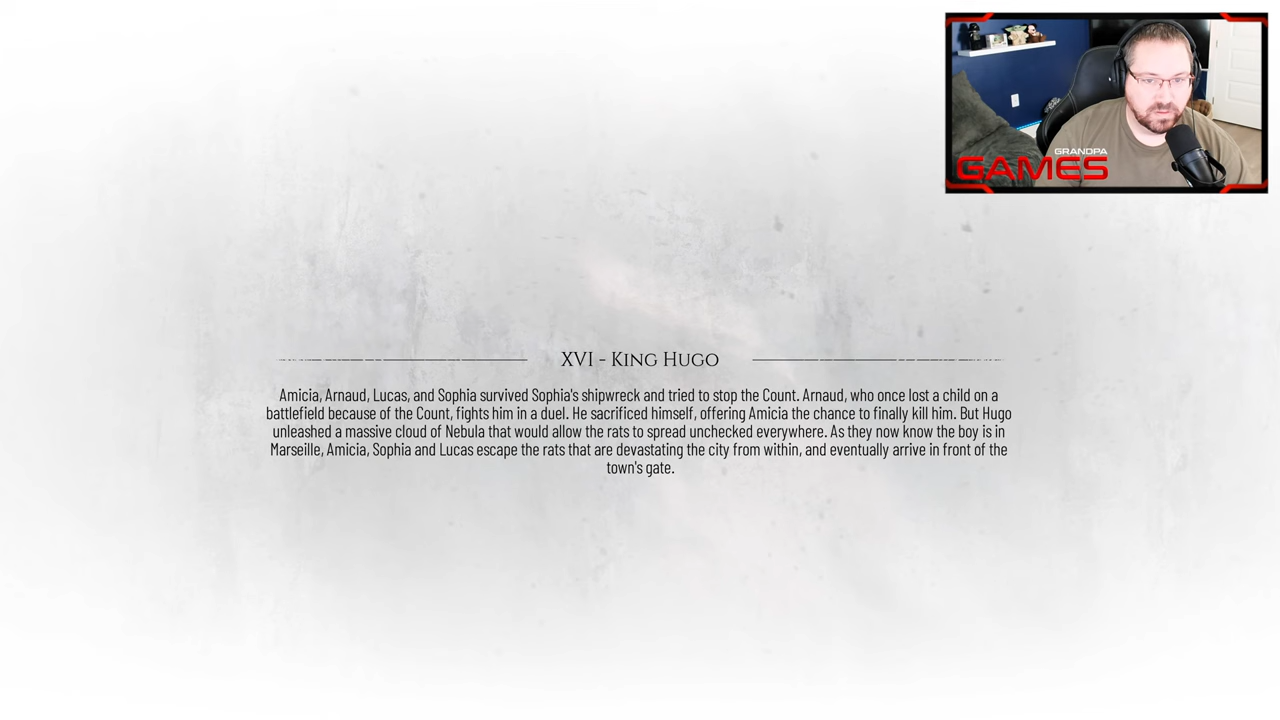 GRANDPA
GAMES
XVI - King Hugo
Amicia, Arnaud, Lucas, and Sophia survived Sophia's shipwreck and tried to stop the Count. Arnaud, who once lost a child on a
battlefield because of the Count, fights him in a duel. He sacrificed himself, offering Amicia the chance to finally kill him. But Hugo
unleashed a massive cloud of Nebula that would allow the rats to spread unchecked everywhere. As they now know the boy is in
Marseille, Amicia, Sophia and Lucas escape the rats that are devastating the city from within, and eventually arrive in front of the
town's gate.